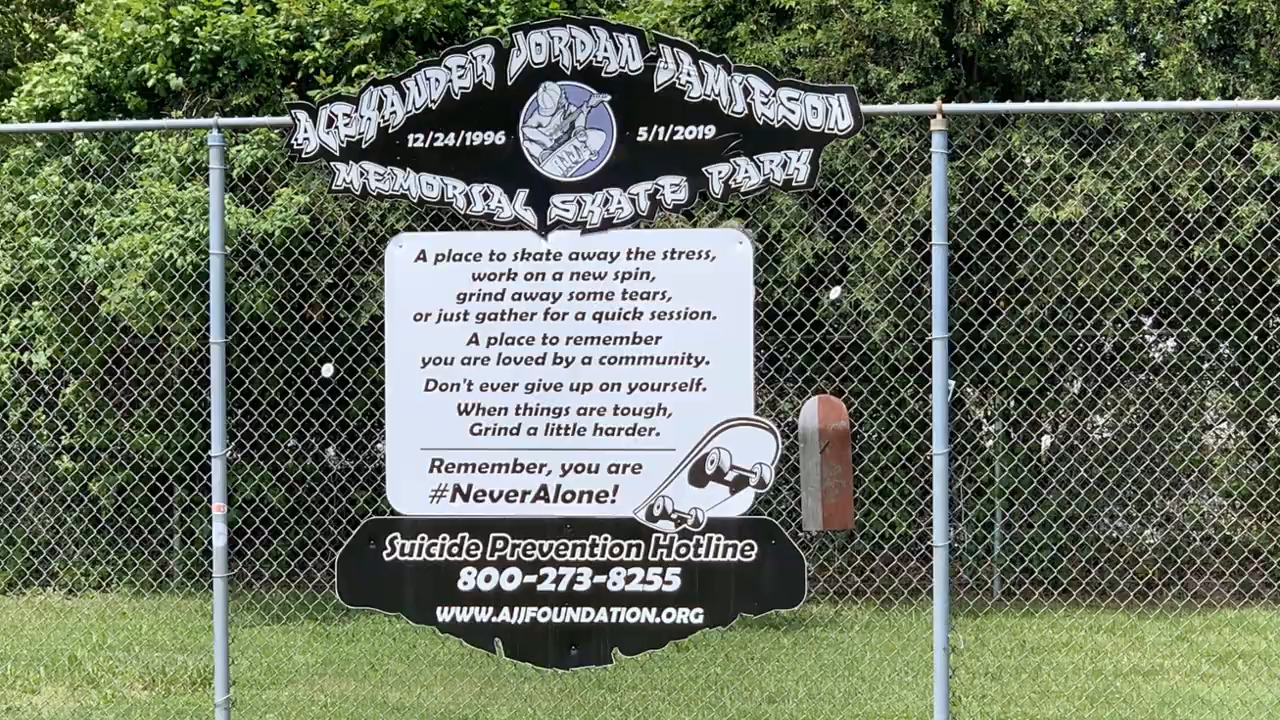 ALEXANDER JORDAN JAMIESON
12/24/1996 5/1/2019
MEMORIAL SKATE PARK
A place to skate away the stress,
work on a new spin,
grind away some tears,
or just gather for a quick session.
A place to remember
you are loved by a community.
Don't ever give up on yourself.
When things are tough,
Grind a little harder.
Remember, you are
#NeverAlone!
Suicide Prevention Hotline
800-273-8255
WWW.AJJFOUNDATION.ORG